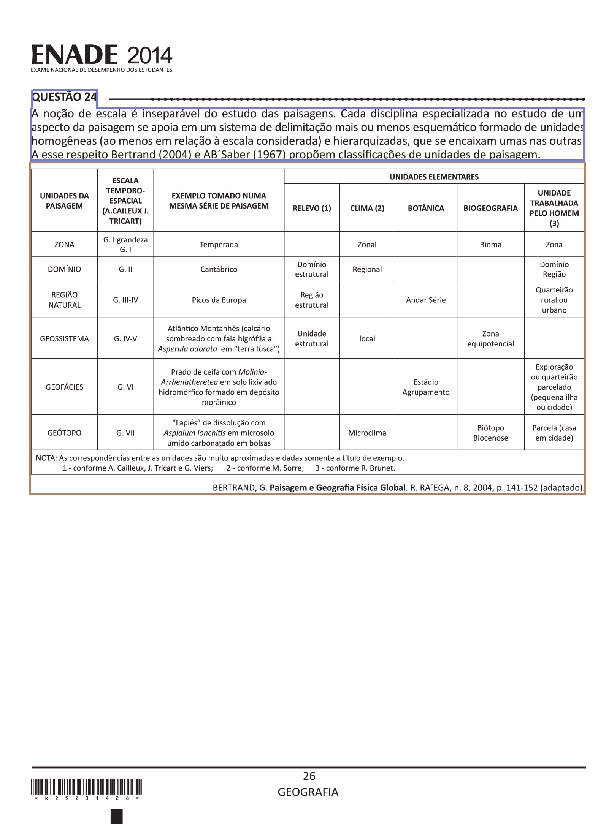 ENADE 2014
EXAME NACIONAL DE DESEMPENHO DOS ESTUDANTES
QUESTÃO 24
A noção de escala é inseparável do estudo das paisagens. Cada disciplina especializada no estudo de um
aspecto da paisagem se apoia em um sistema de delimitação mais ou menos esquemático formado de unidades
homogêneas (ao menos em relação à escala considerada) e hierarquizadas, que se encaixam umas nas outras.
A esse respeito Bertrand (2004) e AB´Saber (1967) propõem classificações de unidades de paisagem.
UNIDADES DA
PAISAGEM
ESCALA
TEMPORO-
ESPACIAL
(A.CAILEUX J.
TRICART)
EXEMPLO TOMADO NUMA
MESMA SÉRIE DE PAISAGEM
UNIDADES ELEMENTARES
RELEVO (1)
CLIMA (2)
BOTÂNICA
BIOGEOGRAFIA
UNIDADE
TRABALHADA
PELO HOMEM
(3)
ZONA
G. I grandeza
G. I
Temperada
Zonal
Bioma
Zona
DOMÍNIO
G. II
Cantábrico
Domínio
estrutural
Regional
Domínio
Região
REGIÃO
NATURAL
G. III-IV
Picos da Europa
Região
estrutural
Andar Série
Quarteirão
rural ou
urbano
GEOSSISTEMA
G. IV-V
Atlântico Montanhês (calcário
sombreado com faia higrófila a
Asperula odorata em "terra fusca")
Unidade
estrutural
local
Zona
equipotencial
GEOFÁCIES
G. VI
Prado de ceifa com Molinio-
Arrhenatheretea em solo lixiviado
hidromórfico formado em depósito
morâinico
Estádio
Agrupamento
Exploração
ou quarteirão
parcelado
(pequena ilha
ou cidade)
GEÓTOPO
G. VII
"Lapiés" de dissolução com
Aspidium lonchitis em microsolo
úmido carbonatado em bolsas
Microclima
Biótopo
Biocenose
Parcela (casa
em cidade)
NOTA: As correspondências entre as unidades são muito aproximadas e dadas somente a título de exemplo.
1 - conforme A. Cailleux, J. Tricart e G. Viers; 2 - conforme M. Sorre; 3 - conforme R. Brunet.
BERTRAND, G. Paisagem e Geografia Física Global. R. RA´EGA, n. 8, 2004, p. 141-152 (adaptado).
26
GEOGRAFIA